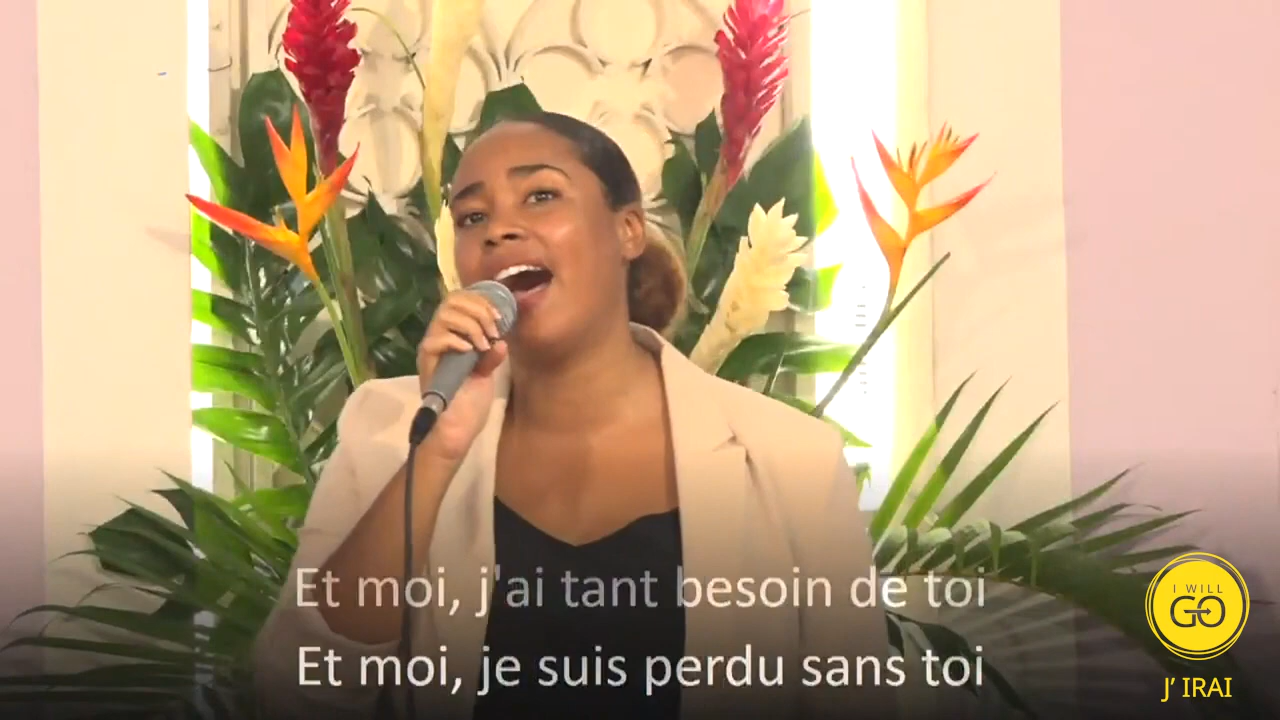 Et moi, j'ai tant besoin de toi
Et moi, je suis perdu sans toi
I WILL
GO
J' IRAI